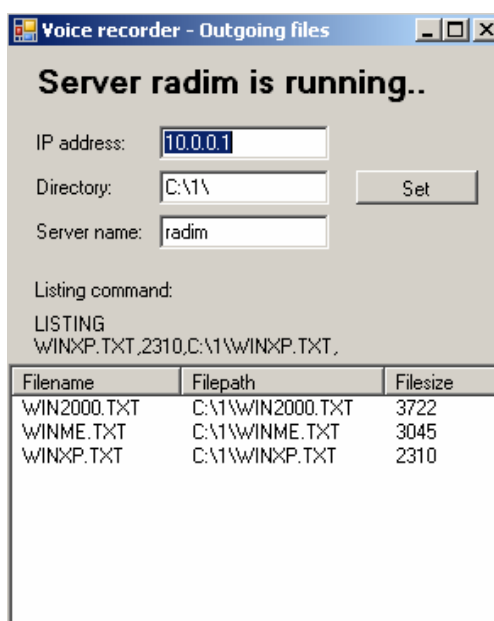 Voice recorder - Outgoing files
Server radim is running..
IP address: 10.0.0.1
Directory: C:\1\ Set
Server name: radim
Listing command:
LISTING
WINXP.TXT,2310,C:\1\WINXP.TXT,
Filename Filepath Filesize
WIN2000.TXT C:\1\WIN2000.TXT 3722
WINME.TXT C:\1\WINME.TXT 3045
WINXP.TXT C:\1\WINXP.TXT 2310